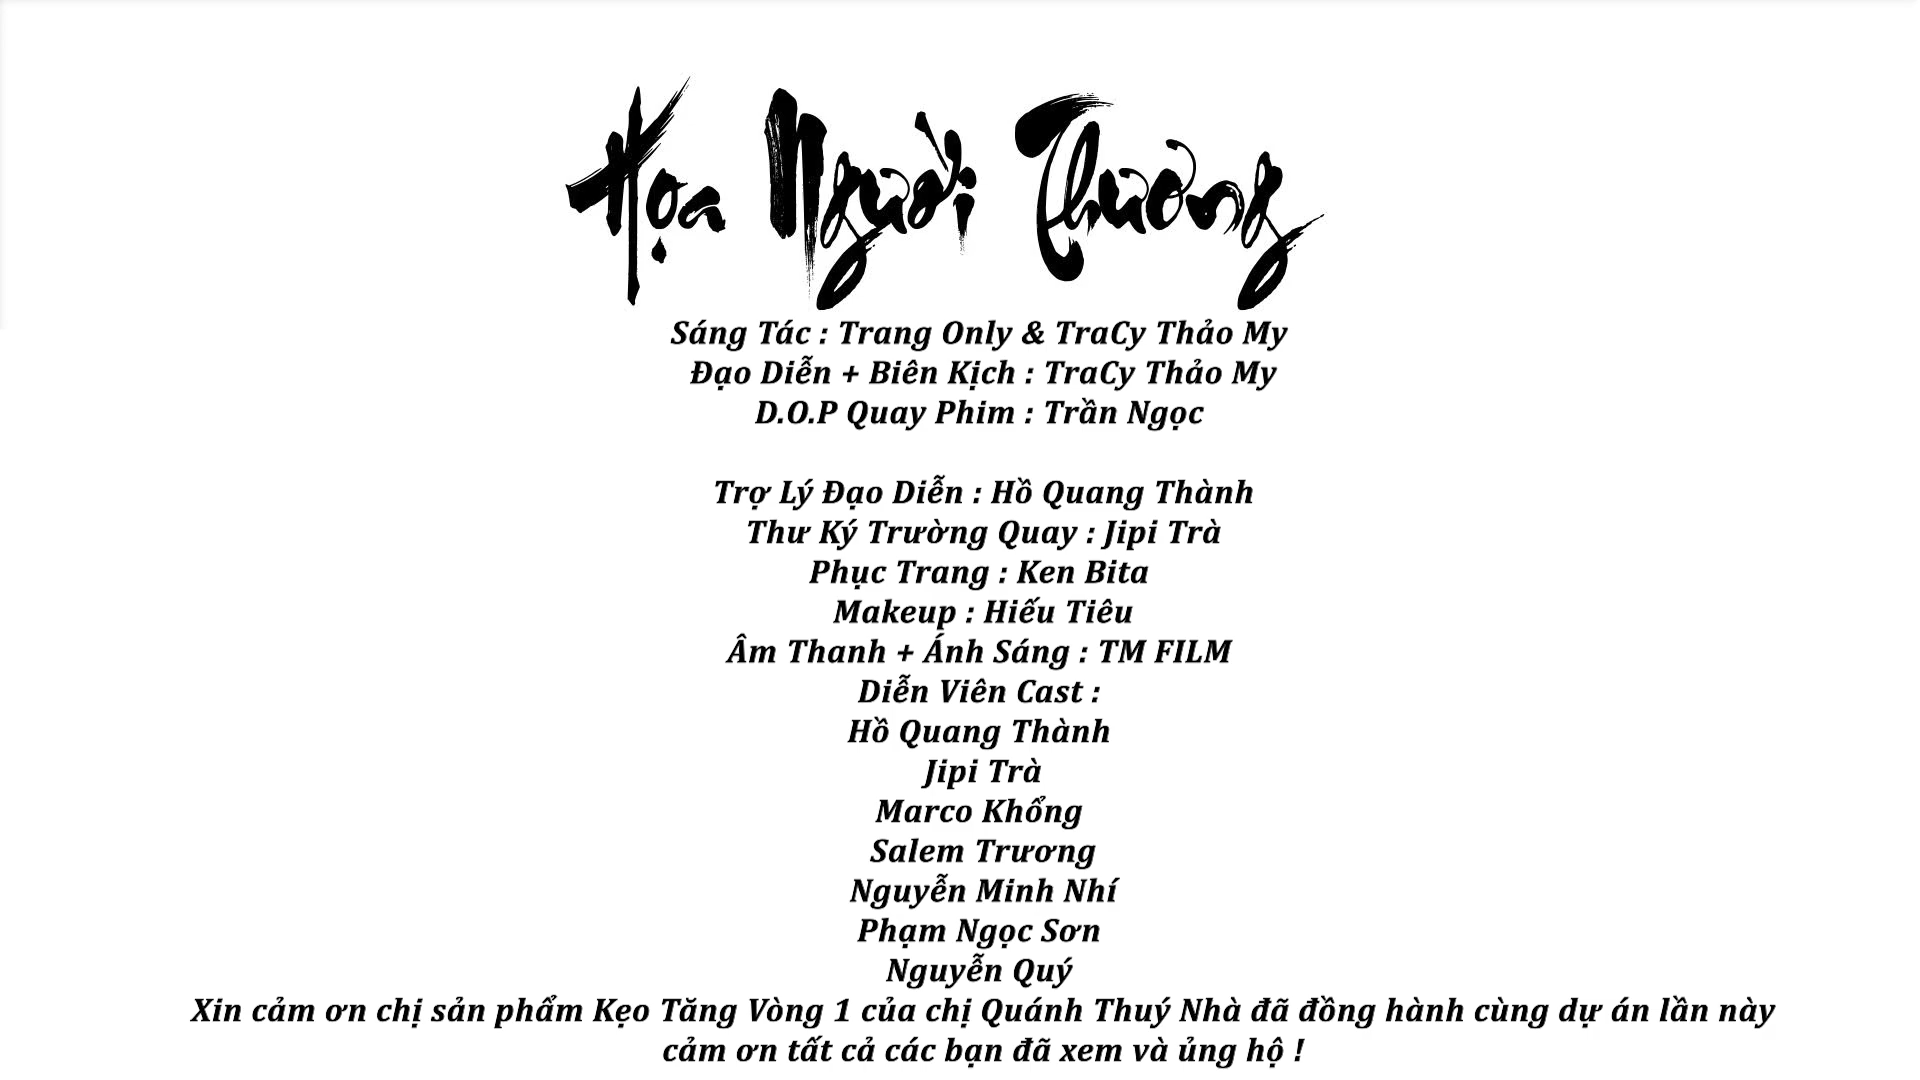 Họa Người Thương
Sáng Tác : Trang Only & TraCy Thảo My
Đạo Diễn + Biên Kịch : TraCy Thảo My
D.O.P Quay Phim : Trần Ngọc
Trợ Lý Đạo Diễn : Hồ Quang Thành
Thư Ký Trường Quay : Jipi Trà
Phục Trang : Ken Bita
Makeup : Hiếu Tiêu
Âm Thanh + Ánh Sáng : TM FILM
Diễn Viên Cast :
Hồ Quang Thành
Jipi Trà
Marco Khổng
Salem Trương
Nguyễn Minh Nhí
Phạm Ngọc Sơn
Nguyễn Quý
Xin cảm ơn chị sản phẩm Kẹo Tăng Vòng 1 của chị Quánh Thuý Nhà đã đồng hành cùng dự án lần này
cảm ơn tất cả các bạn đã xem và ủng hộ !